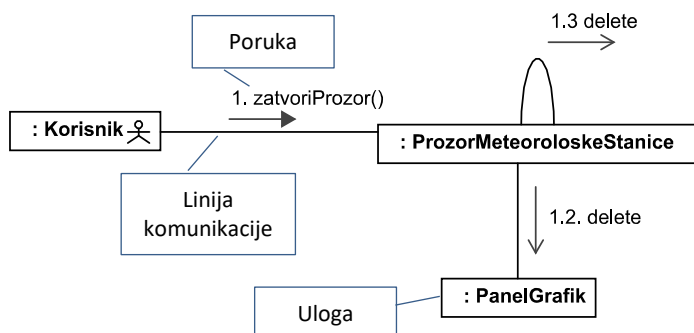 1.3 delete
Poruka
1. zatvoriProzor()
: Korisnik
: ProzorMeteoroloskeStanice
Linija
komunikacije
1.2. delete
: PanelGrafik
Uloga